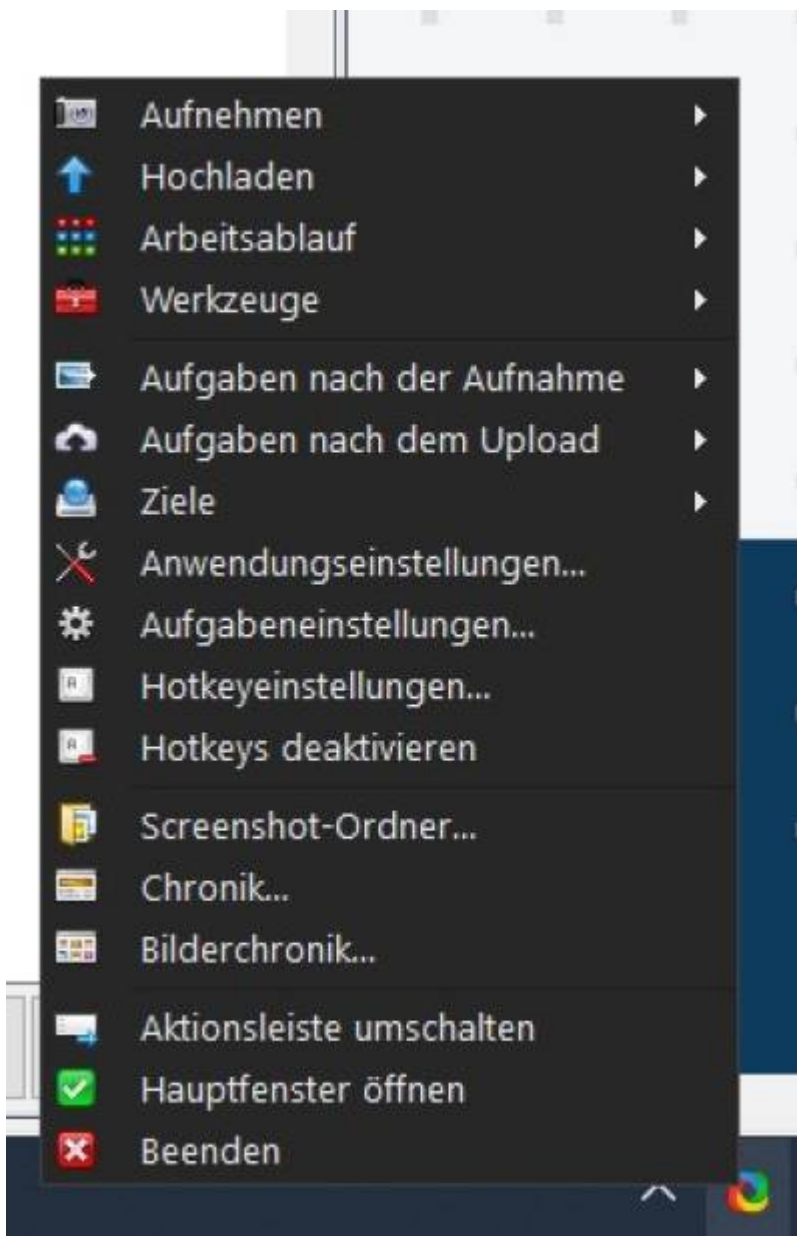 Aufnehmen
Hochladen
Arbeitsablauf
Werkzeuge
Aufgaben nach der Aufnahme
Aufgaben nach dem Upload
Ziele
Anwendungseinstellungen...
Aufgabeneinstellungen...
Hotkeyeinstellungen...
Hotkeys deaktivieren
Screenshot-Ordner...
Chronik...
Bilderchronik...
Aktionsleiste umschalten
Hauptfenster öffnen
Beenden